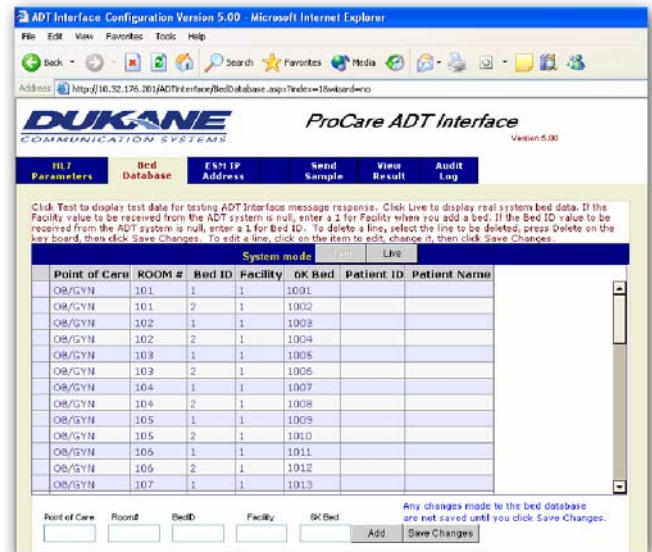 ADT Interface Configuration Version 5.00 - Microsoft Internet Explorer
File Edit View Favorites Tools Help
Back Search Favorites Media
Address http://10.32.176.201/ADTInterface/BedDatabase.aspx?index=1&wizard=no
DUKANE
COMMUNICATION SYSTEMS
ProCare ADT Interface
Version 5.00
HL7 Parameters Bed Database ESM IP Address Send Sample View Result Audit Log
Click Test to display test data for testing ADT Interface message response. Click Live to display real system bed data. If the
Facility value to be received from the ADT system is null, enter a 1 for Facility when you add a bed. If the Bed ID value to be
received from the ADT system is null, enter a 1 for Bed ID. To delete a line, select the line to be deleted, press Delete on the
key board, then click Save Changes. To edit a line, click on the item to edit, change it, then click Save Changes.
System mode Test Live
Point of Care ROOM # Bed ID Facility 6K Bed Patient ID Patient Name
OB/GYN 101 1 1 1001
OB/GYN 101 2 1 1002
OB/GYN 102 1 1 1003
OB/GYN 102 2 1 1004
OB/GYN 103 1 1 1005
OB/GYN 103 2 1 1006
OB/GYN 104 1 1 1007
OB/GYN 104 2 1 1008
OB/GYN 105 1 1 1009
OB/GYN 105 2 1 1010
OB/GYN 106 1 1 1011
OB/GYN 106 2 1 1012
OB/GYN 107 1 1 1013
Any changes made to the bed database
are not saved until you click Save Changes.
Point of Care Room# BedID Facility 6K Bed
Add Save Changes